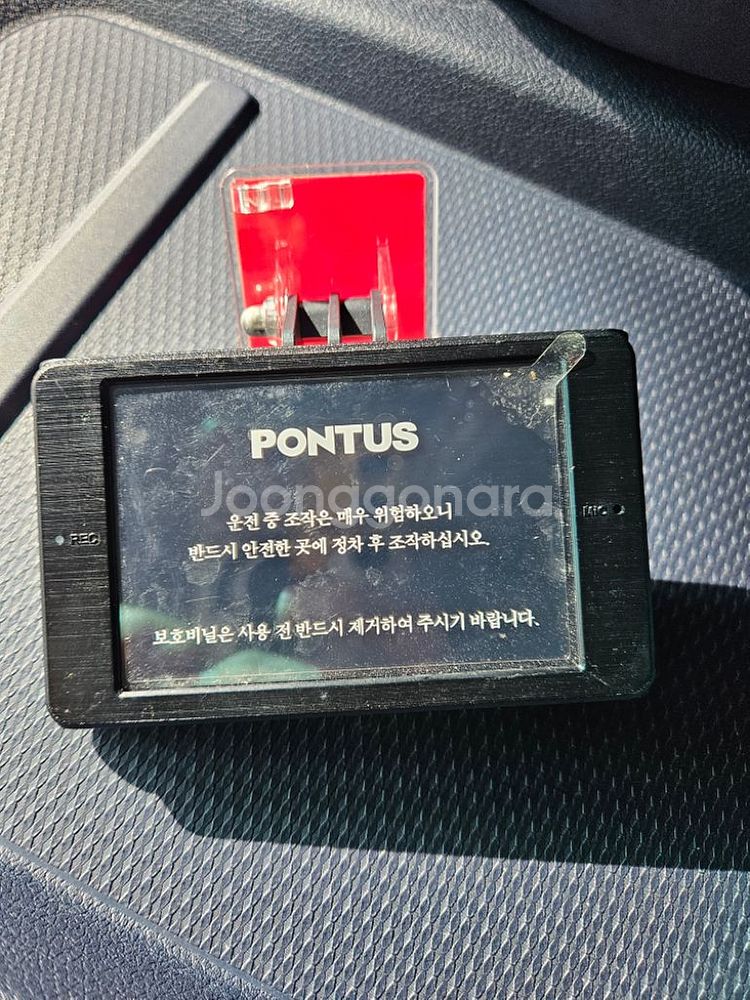 PONTUS
Joonggonara
운전 중 조작은 매우 위험하오니
반드시 안전한 곳에 정차 후 조작하십시오.
REC
MIC
보호비닐은 사용 전 반드시 제거하여 주시기 바랍니다.